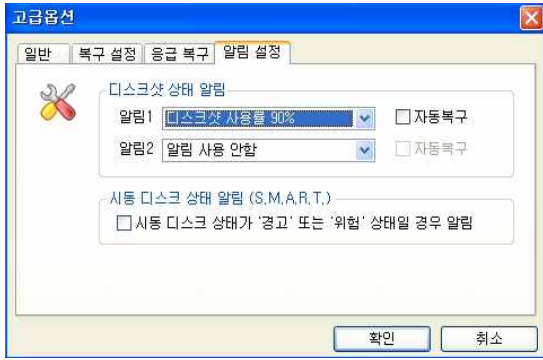 고급옵션
일반 복구 설정 응급 복구 알림 설정
디스크샷 상태 알림
알림1 디스크샷 사용률 90% 자동복구
알림2 알림 사용 안함 자동복구
시동 디스크 상태 알림 (S,M,A,R,T,)
시동 디스크 상태가 '경고' 또는 '위험' 상태일 경우 알림
확인 취소